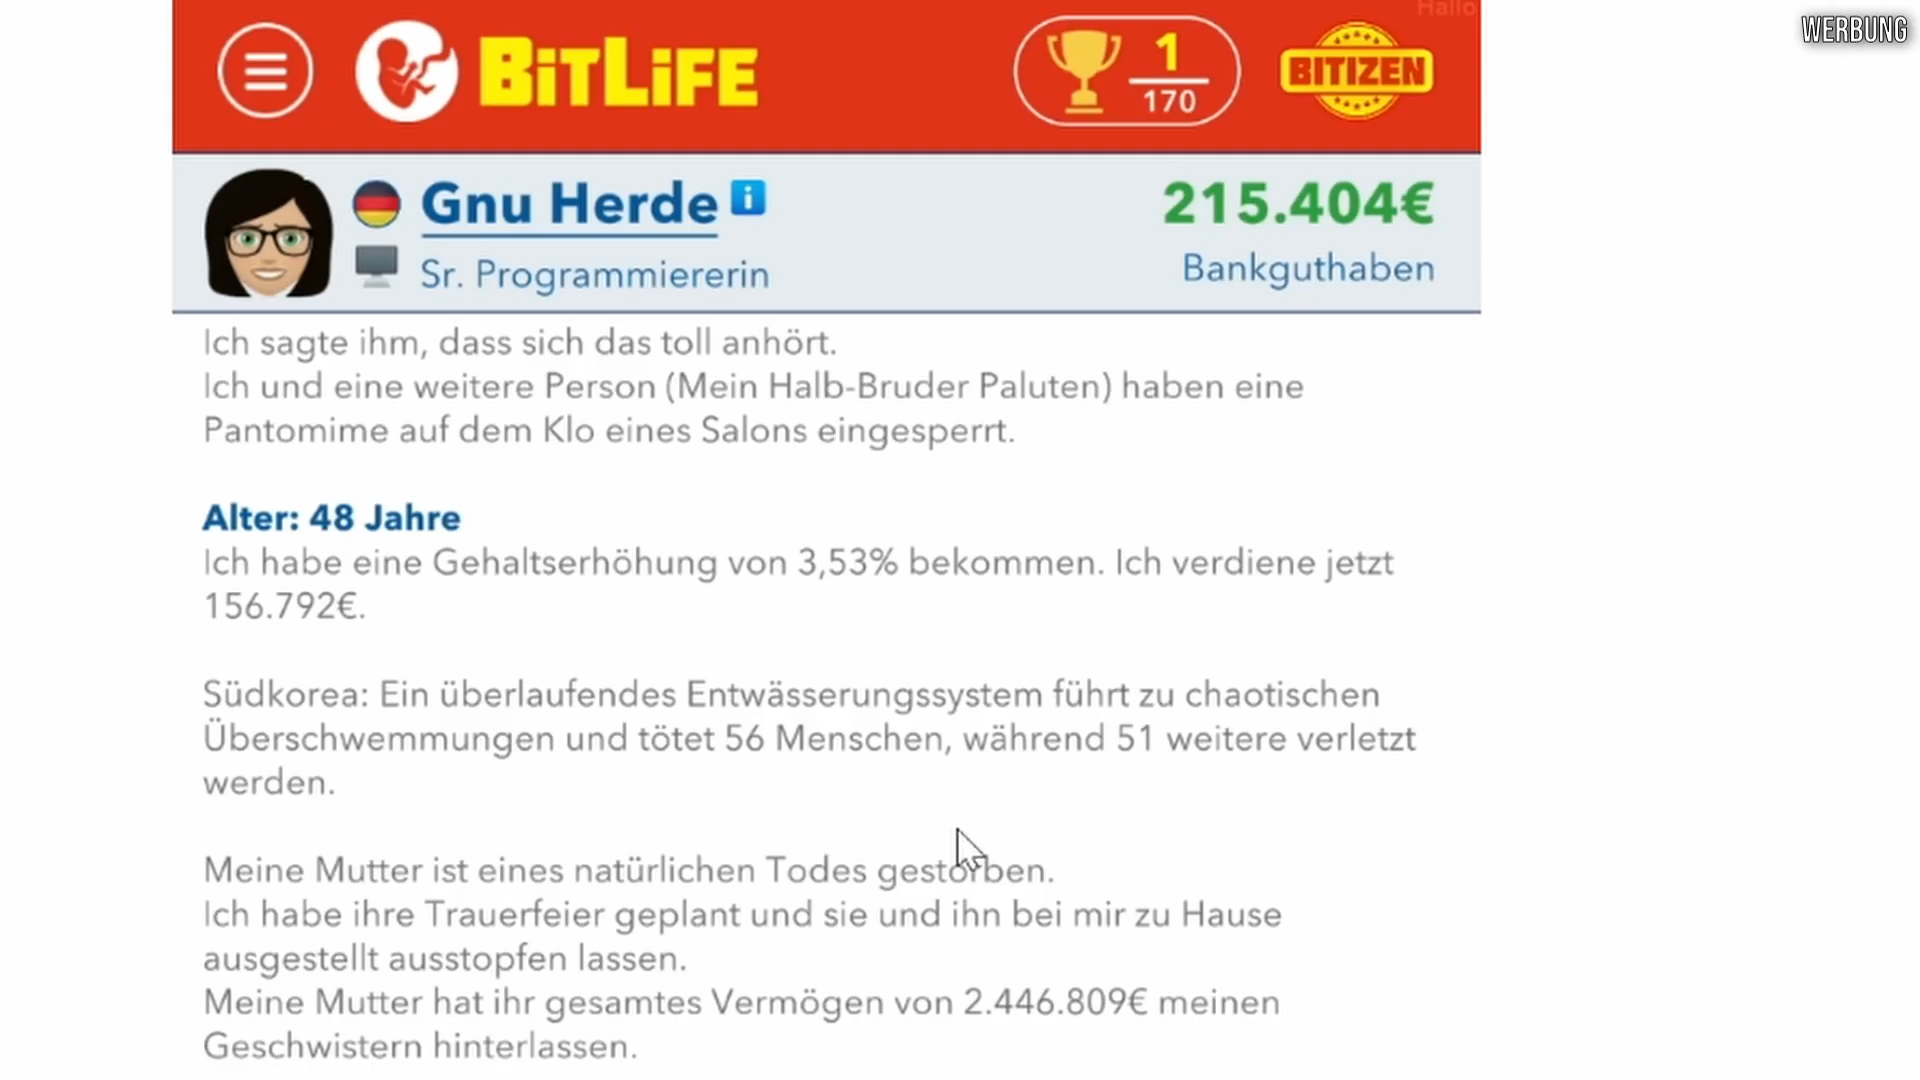 Hallo
WERBUNG
BITLIFE
1
170
BITIZEN
Gnu Herde
215.404€
Sr. Programmiererin
Bankguthaben
Ich sagte ihm, dass sich das toll anhört.
Ich und eine weitere Person (Mein Halb-Bruder Paluten) haben eine
Pantomime auf dem Klo eines Salons eingesperrt.
Alter: 48 Jahre
Ich habe eine Gehaltserhöhung von 3,53% bekommen. Ich verdiene jetzt
156.792€.
Südkorea: Ein überlaufendes Entwässerungssystem führt zu chaotischen
Überschwemmungen und tötet 56 Menschen, während 51 weitere verletzt
werden.
Meine Mutter ist eines natürlichen Todes gestorben.
Ich habe ihre Trauerfeier geplant und sie und ihn bei mir zu Hause
ausgestellt ausstopfen lassen.
Meine Mutter hat ihr gesamtes Vermögen von 2.446.809€ meinen
Geschwistern hinterlassen.